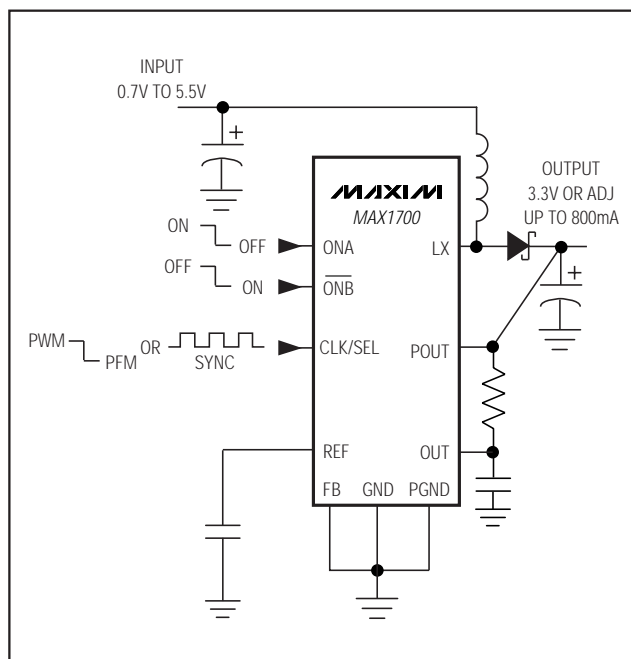 INPUT
0.7V TO 5.5V
OUTPUT
3.3V OR ADJ
UP TO 800mA
MAXIM
MAX1700
ON
OFF
ONA
LX
OFF
ON
ONB
PWM
PFM
OR
SYNC
CLK/SEL
POUT
REF
OUT
FB GND PGND